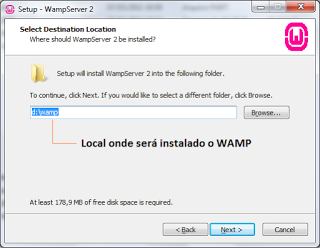 Setup - WampServer 2
Select Destination Location
Where should WampServer 2 be installed?
Setup will install WampServer 2 into the following folder.
To continue, click Next. If you would like to select a different folder, click Browse.
d:\wamp
Browse...
Local onde será instalado o WAMP
At least 178,9 MB of free disk space is required.
< Back
Next >
Cancel